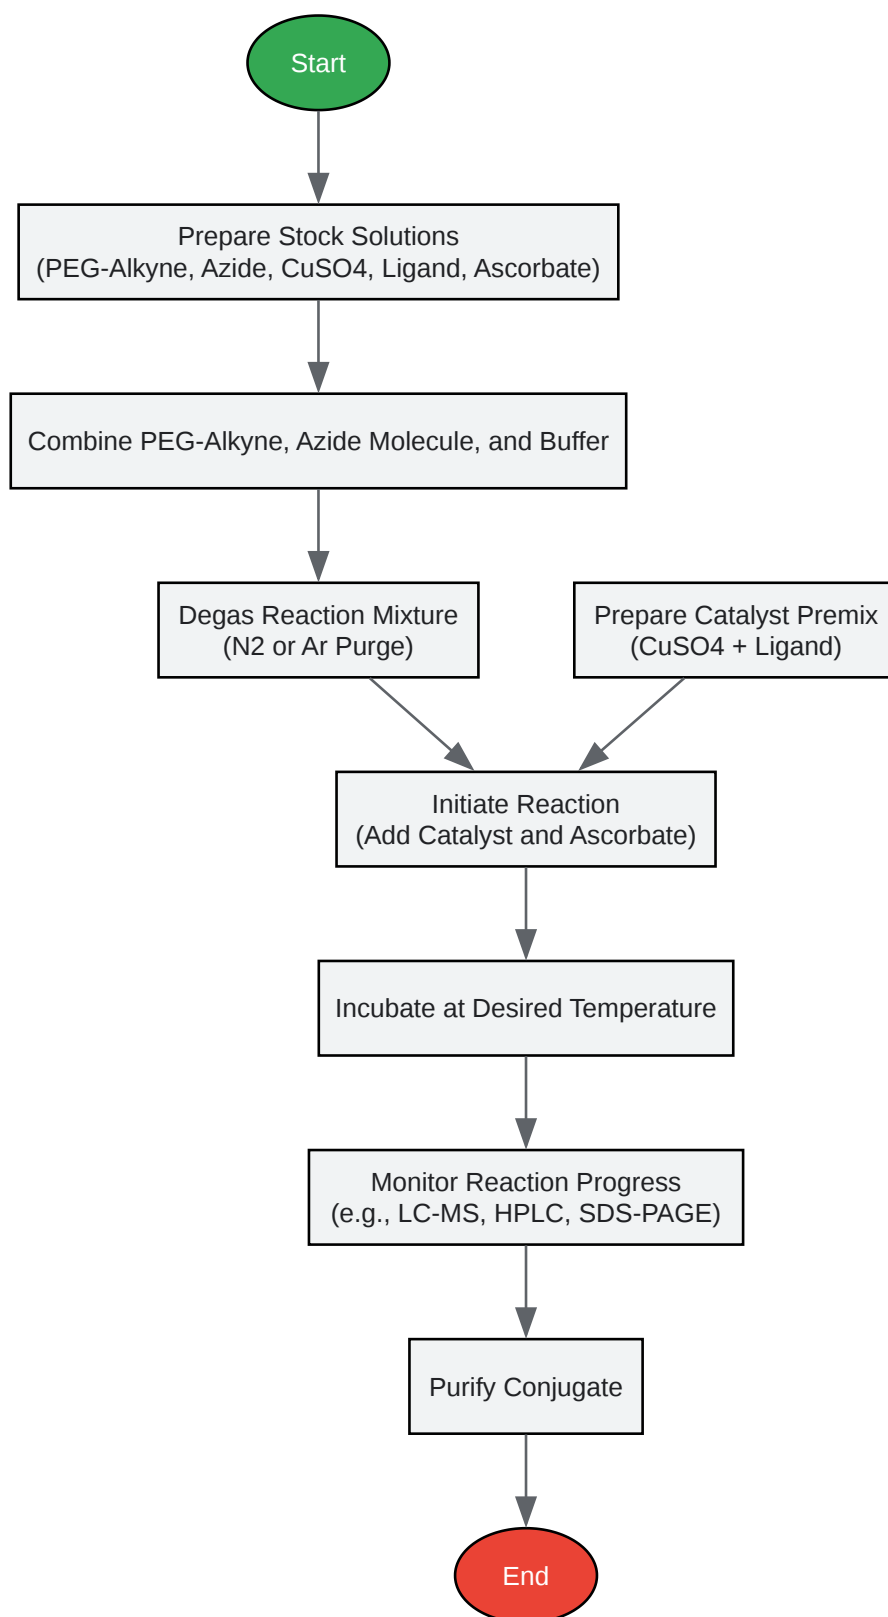 Start
Prepare Stock Solutions
(PEG-Alkyne, Azide, CuSO4, Ligand, Ascorbate)
Combine PEG-Alkyne, Azide Molecule, and Buffer
Degas Reaction Mixture
(N2 or Ar Purge)
Prepare Catalyst Premix
(CuSO4 + Ligand)
Initiate Reaction
(Add Catalyst and Ascorbate)
Incubate at Desired Temperature
Monitor Reaction Progress
(e.g., LC-MS, HPLC, SDS-PAGE)
Purify Conjugate
End